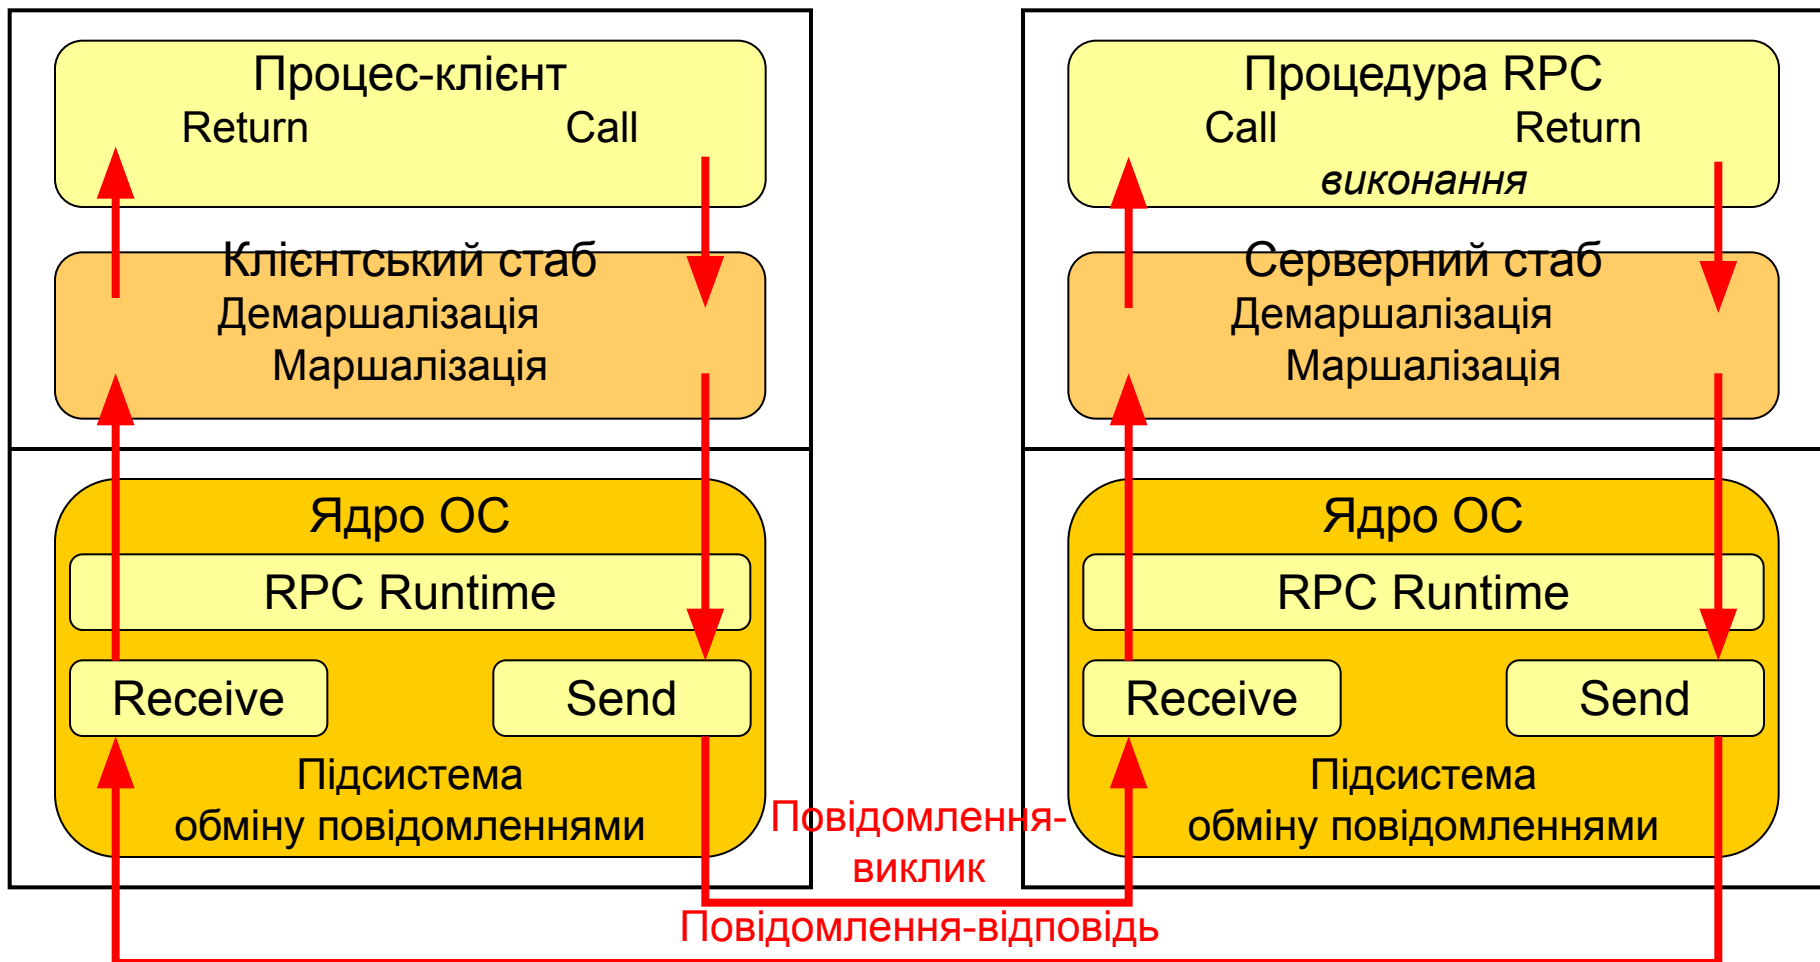 Процес-клієнт
Return Call
Клієнтський стаб
Демаршалізація
Маршалізація
Ядро ОС
RPC Runtime
Receive Send
Підсистема
обміну повідомленнями
Процедура RPC
Call Return
виконання
Серверний стаб
Демаршалізація
Маршалізація
Ядро ОС
RPC Runtime
Receive Send
Підсистема
обміну повідомленнями
Повідомлення-
виклик
Повідомлення-відповідь